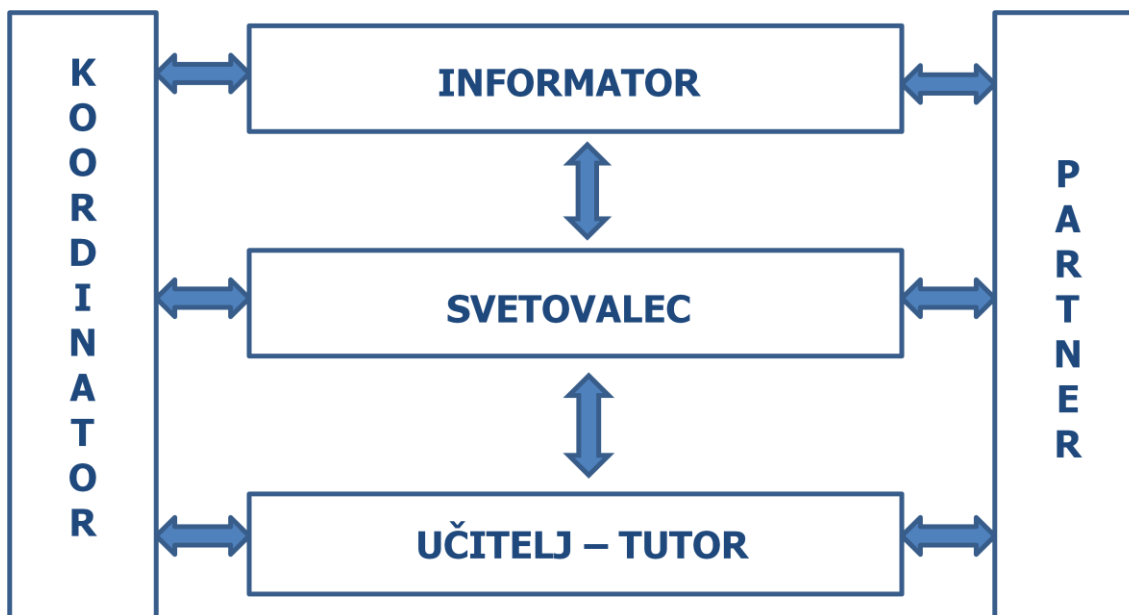 KOORDINATOR
INFORMATOR
SVETOVALEC
UČITELJ – TUTOR
PARTNER